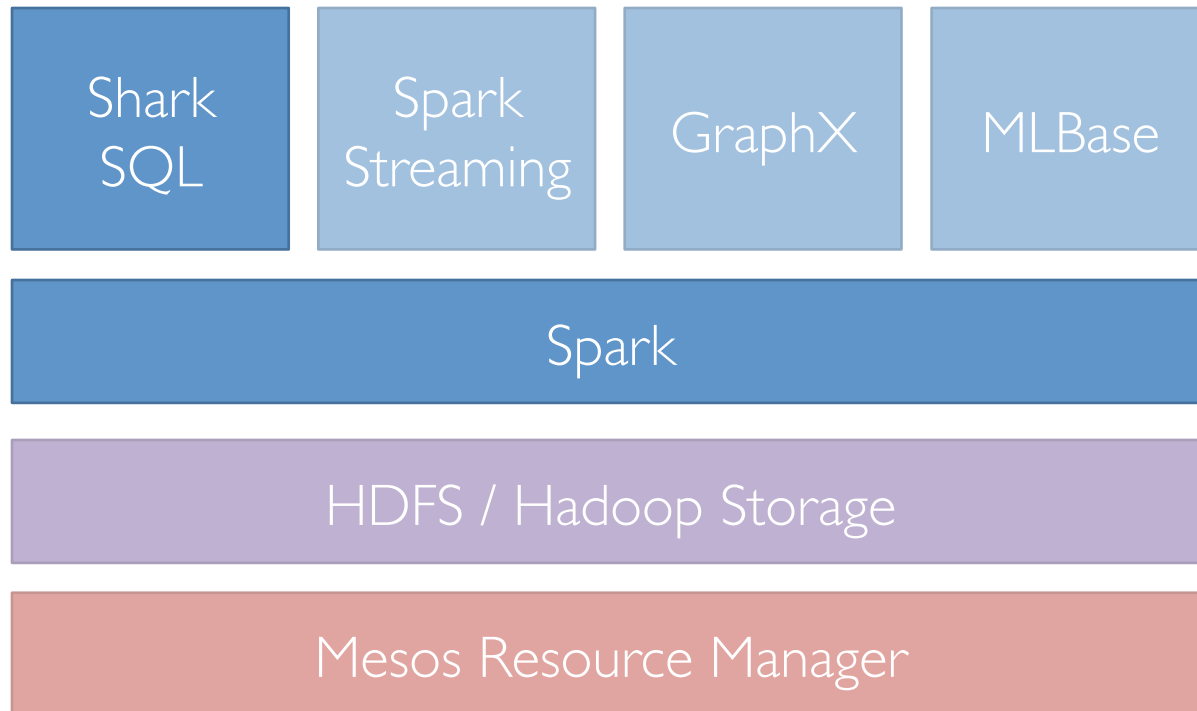 Shark
SQL
Spark
Streaming
GraphX
MLBase
Spark
HDFS / Hadoop Storage
Mesos Resource Manager